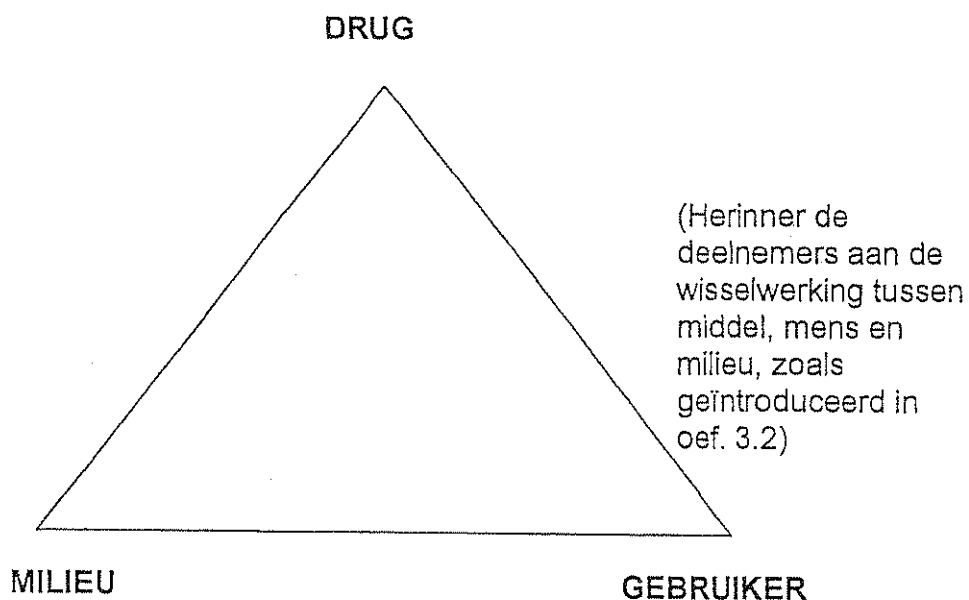 DRUG
(Herinner de
deelnemers aan de
wisselwerking tussen
middel, mens en
milieu, zoals
geïntroduceerd in
oef. 3.2)
MILIEU
GEBRUIKER